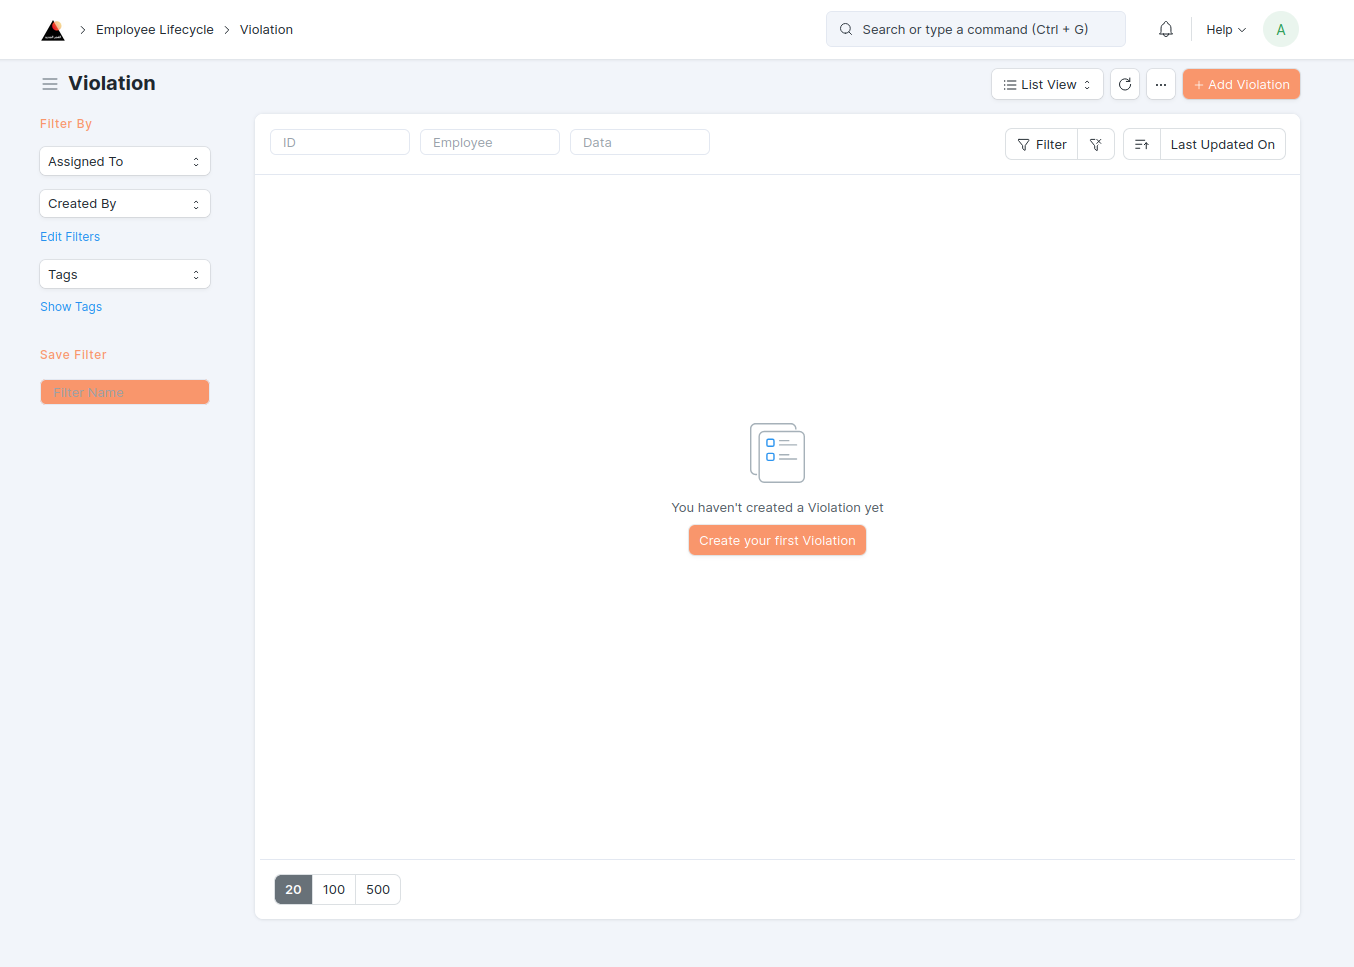 Employee Lifecycle
Violation
Search or type a command (Ctrl + G)
Help
A
Violation
List View
Add Violation
Filter By
Assigned To
Created By
Edit Filters
Tags
Show Tags
Save Filter
Filter Name
ID
Employee
Data
Filter
Last Updated On
You haven't created a Violation yet
Create your first Violation
20
100
500